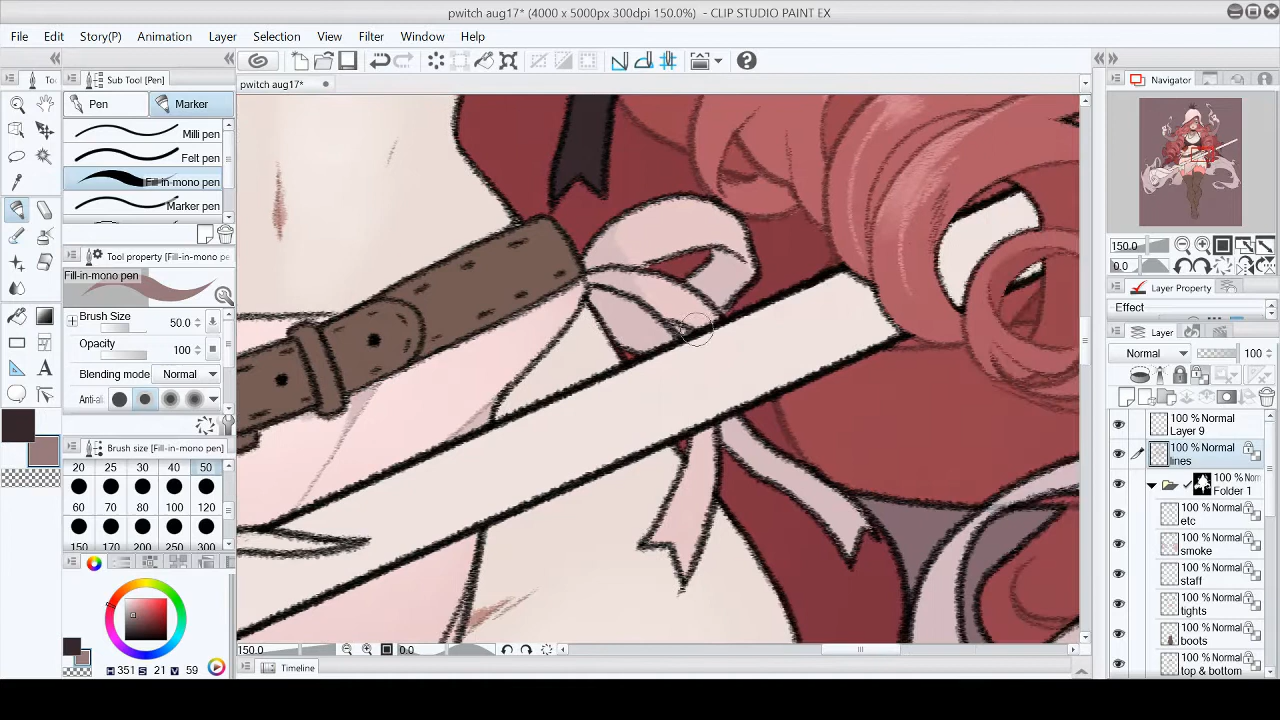 pwitch aug17* (4000 x 5000px 300dpi 150.0%)  - CLIP STUDIO PAINT EX
File Edit Story(P) Animation Layer Selection View Filter Window Help
Sub Tool [Pen]
Navigator
pwitch aug17*
Pen Marker
Milli pen
Felt pen
Fill-in-mono pen
Marker pen
Tool property [Fill-in-mo
Fill-in-mono pen
Brush Size 50.0
Opacity 100
Blending mode Normal
Anti-al
Brush size [Fill-in-mono pen]
20 25 30 40 50
60 70 80 100 120
150 170 200 250 300
H 351 S 21 V 59
150.0 0.0
Timeline
150.0
0.0
Layer Property
Effect
Layer
Normal 100
100 % Normal
Layer 9
100 % Normal
lines
100 % Norm
Folder 1
100 % Normal
etc
100 % Normal
smoke
100 % Normal
staff
100 % Normal
tights
100 % Normal
boots
100 % Normal
top & bottom